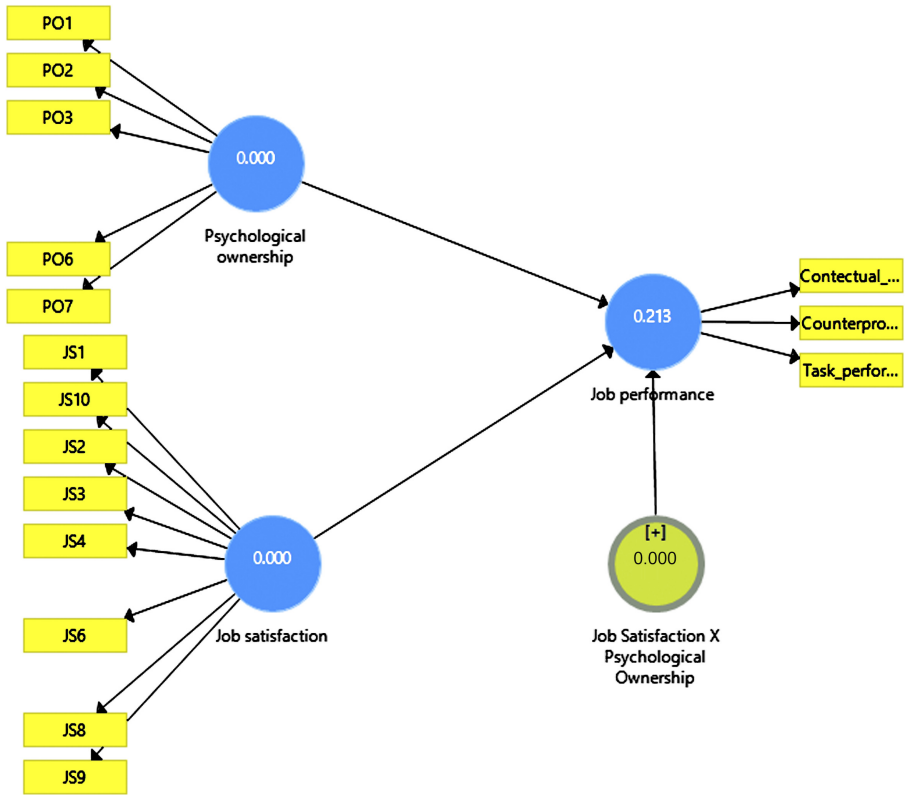 PO1
PO2
PO3
PO6
PO7
0.000
Psychological
ownership
JS1
JS10
JS2
JS3
JS4
JS6
JS8
JS9
0.000
Job satisfaction
0.213
Job performance
Contectual_...
Counterpro...
Task_perfor...
[+]
0.000
Job Satisfaction X
Psychological
Ownership